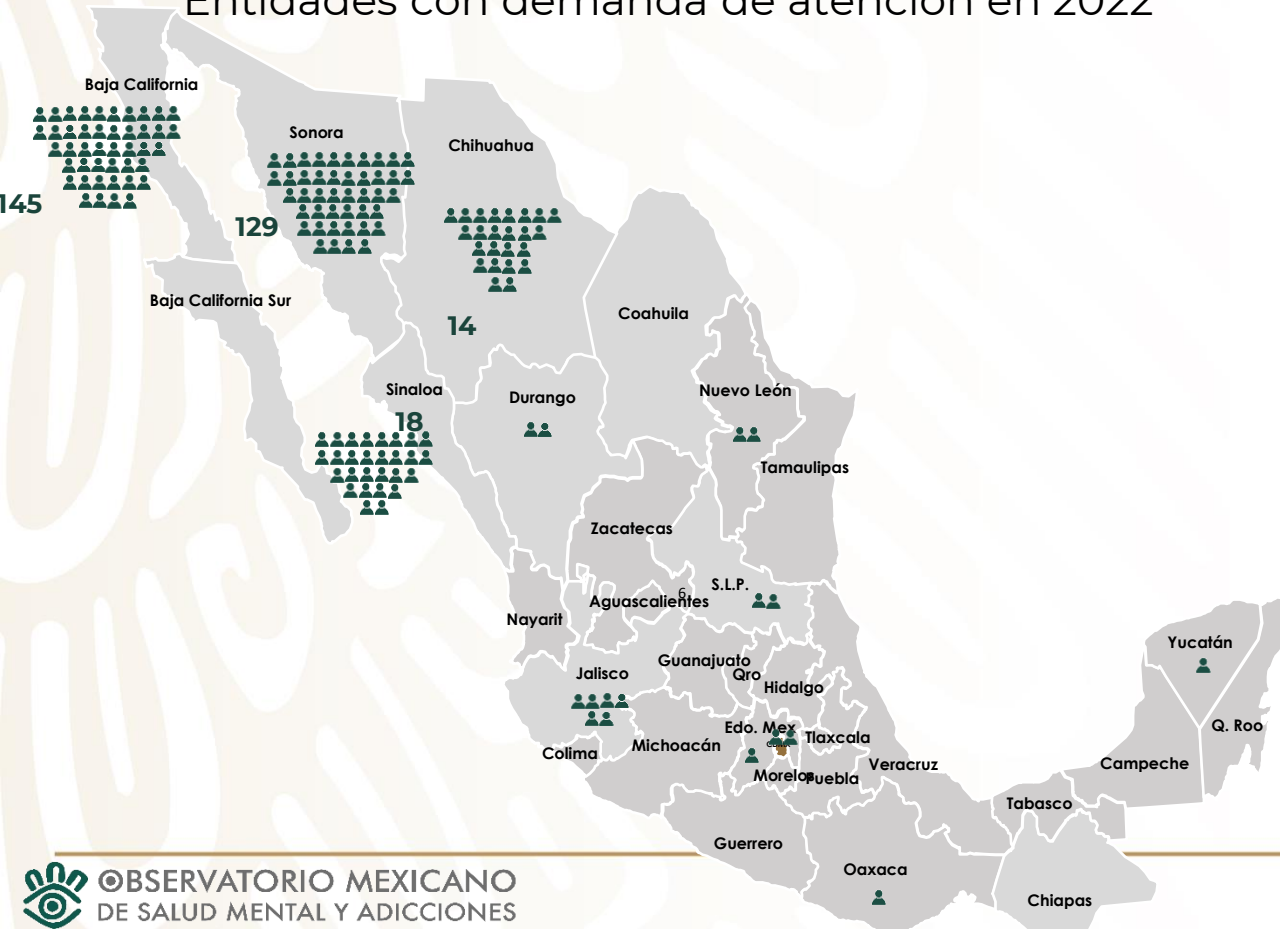 Entidades con demanda de atención en 2022
Baja California
Sonora
Chihuahua
145
129
Baja California Sur
Coahuila
14
Sinaloa
Durango
Nuevo León
18
Tamaulipas
Zacatecas
S.L.P.
6
Aguascalientes
Nayarit
Yucatán
Guanajuato
Jalisco
Qro
Hidalgo
Q. Roo
Edo. Mex
Tlaxcala
Michoacán
Colima
Veracruz
Campeche
Morelos
Puebla
Tabasco
Guerrero
Oaxaca
Chiapas
OBSERVATORIO MEXICANO
DE SALUD MENTAL Y ADICCIONES